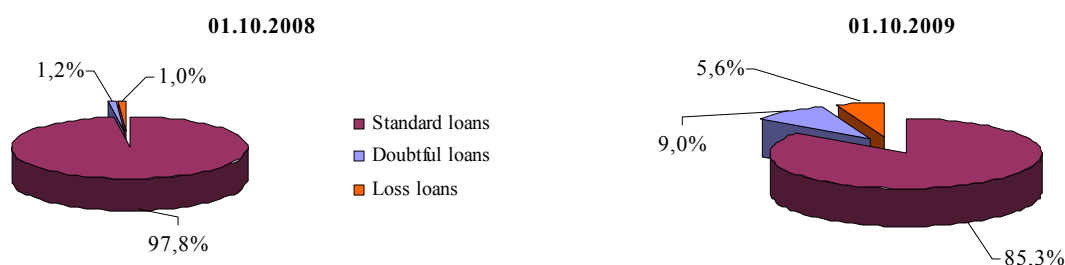 01.10.2008
01.10.2009
1,2%
1,0%
97,8%
Standard loans
Doubtful loans
Loss loans
5,6%
9,0%
85,3%